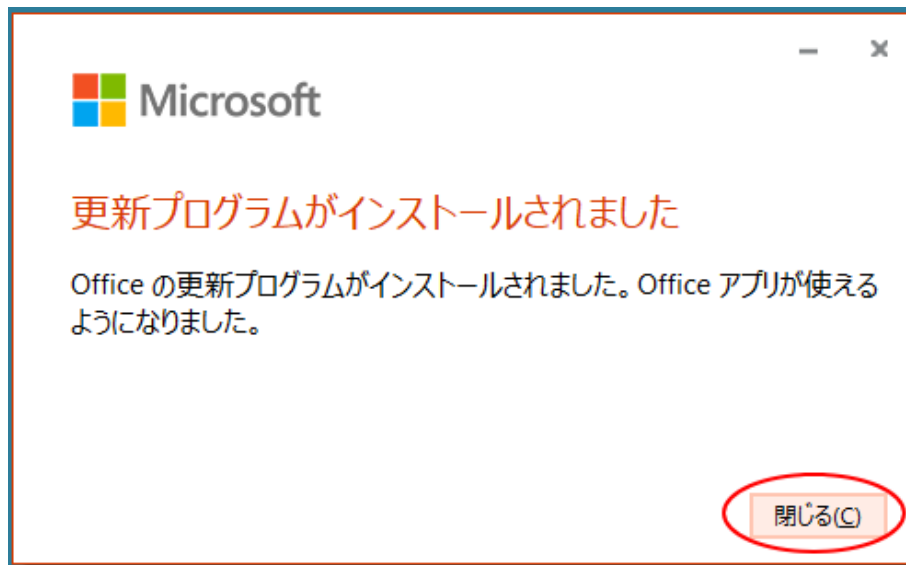 Microsoft
更新プログラムがインストールされました
Office の更新プログラムがインストールされました。Office アプリが使える
ようになりました。
閉じる(C)